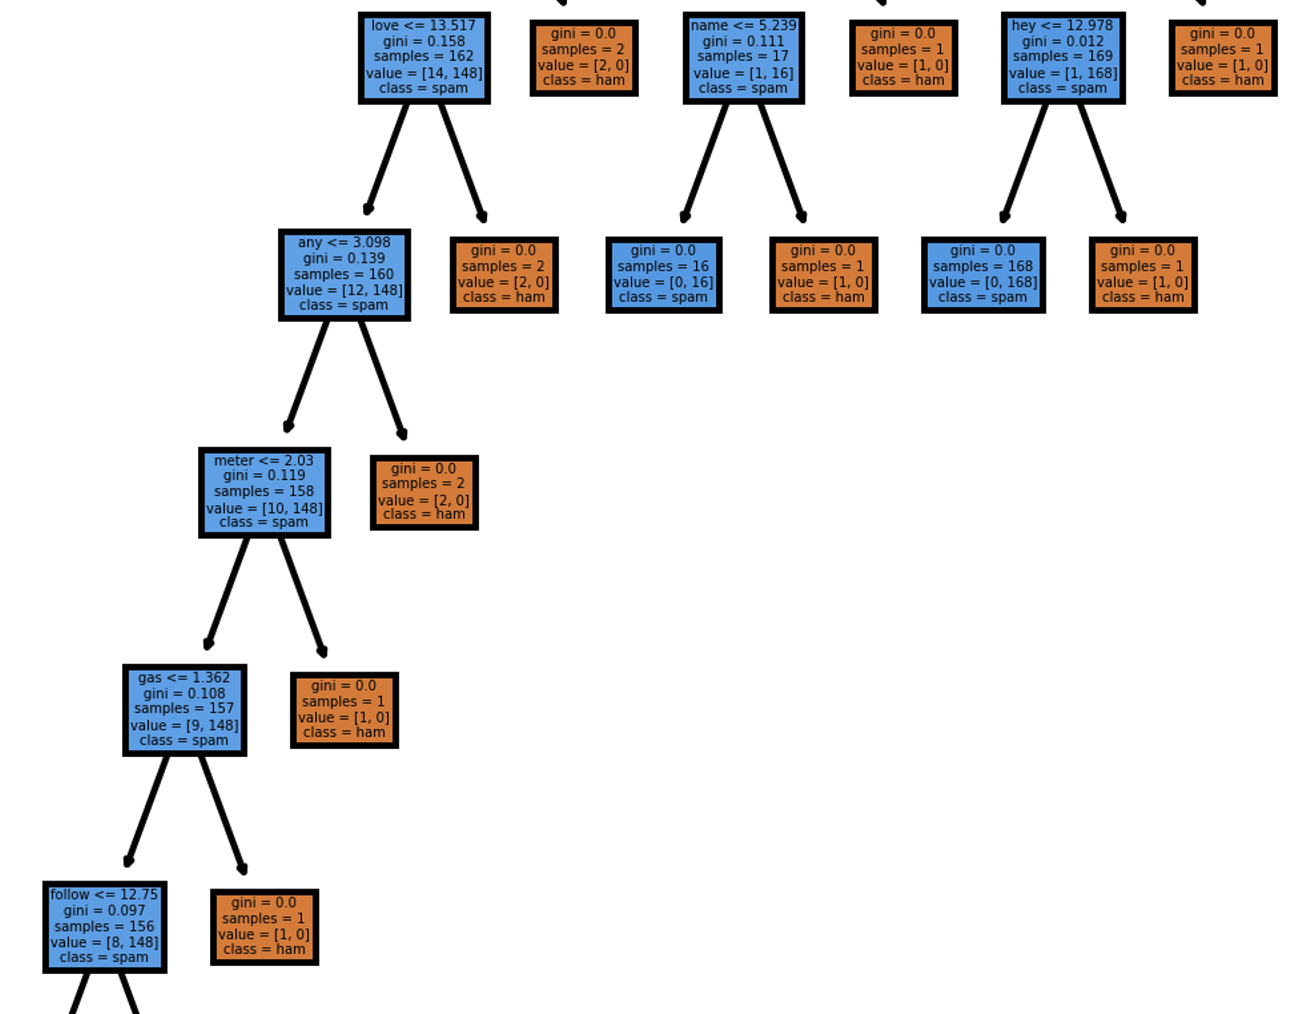 love <= 13.517
gini = 0.158
samples = 162
value = [14, 148]
class = spam
gini = 0.0
samples = 2
value = [2, 0]
class = ham
name <= 5.239
gini = 0.111
samples = 17
value = [1, 16]
class = spam
gini = 0.0
samples = 1
value = [1, 0]
class = ham
hey <= 12.978
gini = 0.012
samples = 169
value = [1, 168]
class = spam
gini = 0.0
samples = 1
value = [1, 0]
class = ham
any <= 3.098
gini = 0.139
samples = 160
value = [12, 148]
class = spam
gini = 0.0
samples = 2
value = [2, 0]
class = ham
gini = 0.0
samples = 16
value = [0, 16]
class = spam
gini = 0.0
samples = 1
value = [1, 0]
class = ham
gini = 0.0
samples = 168
value = [0, 168]
class = spam
gini = 0.0
samples = 1
value = [1, 0]
class = ham
meter <= 2.03
gini = 0.119
samples = 158
value = [10, 148]
class = spam
gini = 0.0
samples = 2
value = [2, 0]
class = ham
gas <= 1.362
gini = 0.108
samples = 157
value = [9, 148]
class = spam
gini = 0.0
samples = 1
value = [1, 0]
class = ham
follow <= 12.75
gini = 0.097
samples = 156
value = [8, 148]
class = spam
gini = 0.0
samples = 1
value = [1, 0]
class = ham